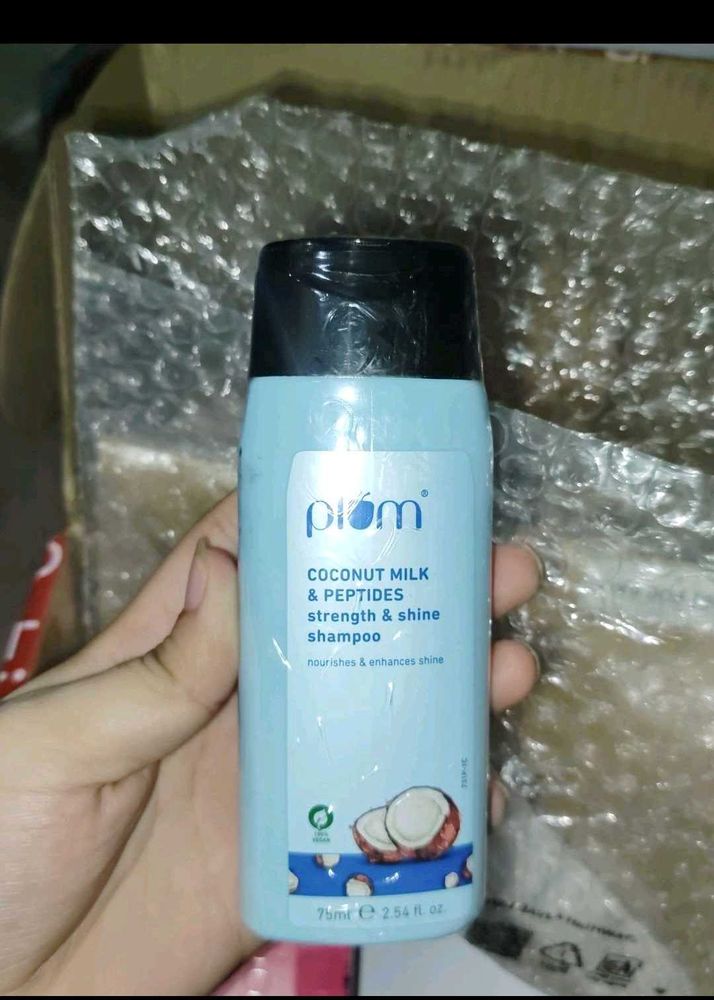 plum®
COCONUT MILK
& PEPTIDES
strength & shine
shampoo
nourishes & enhances shine
100%
VEGAN
75ml ℮ 2.54 fl. oz.